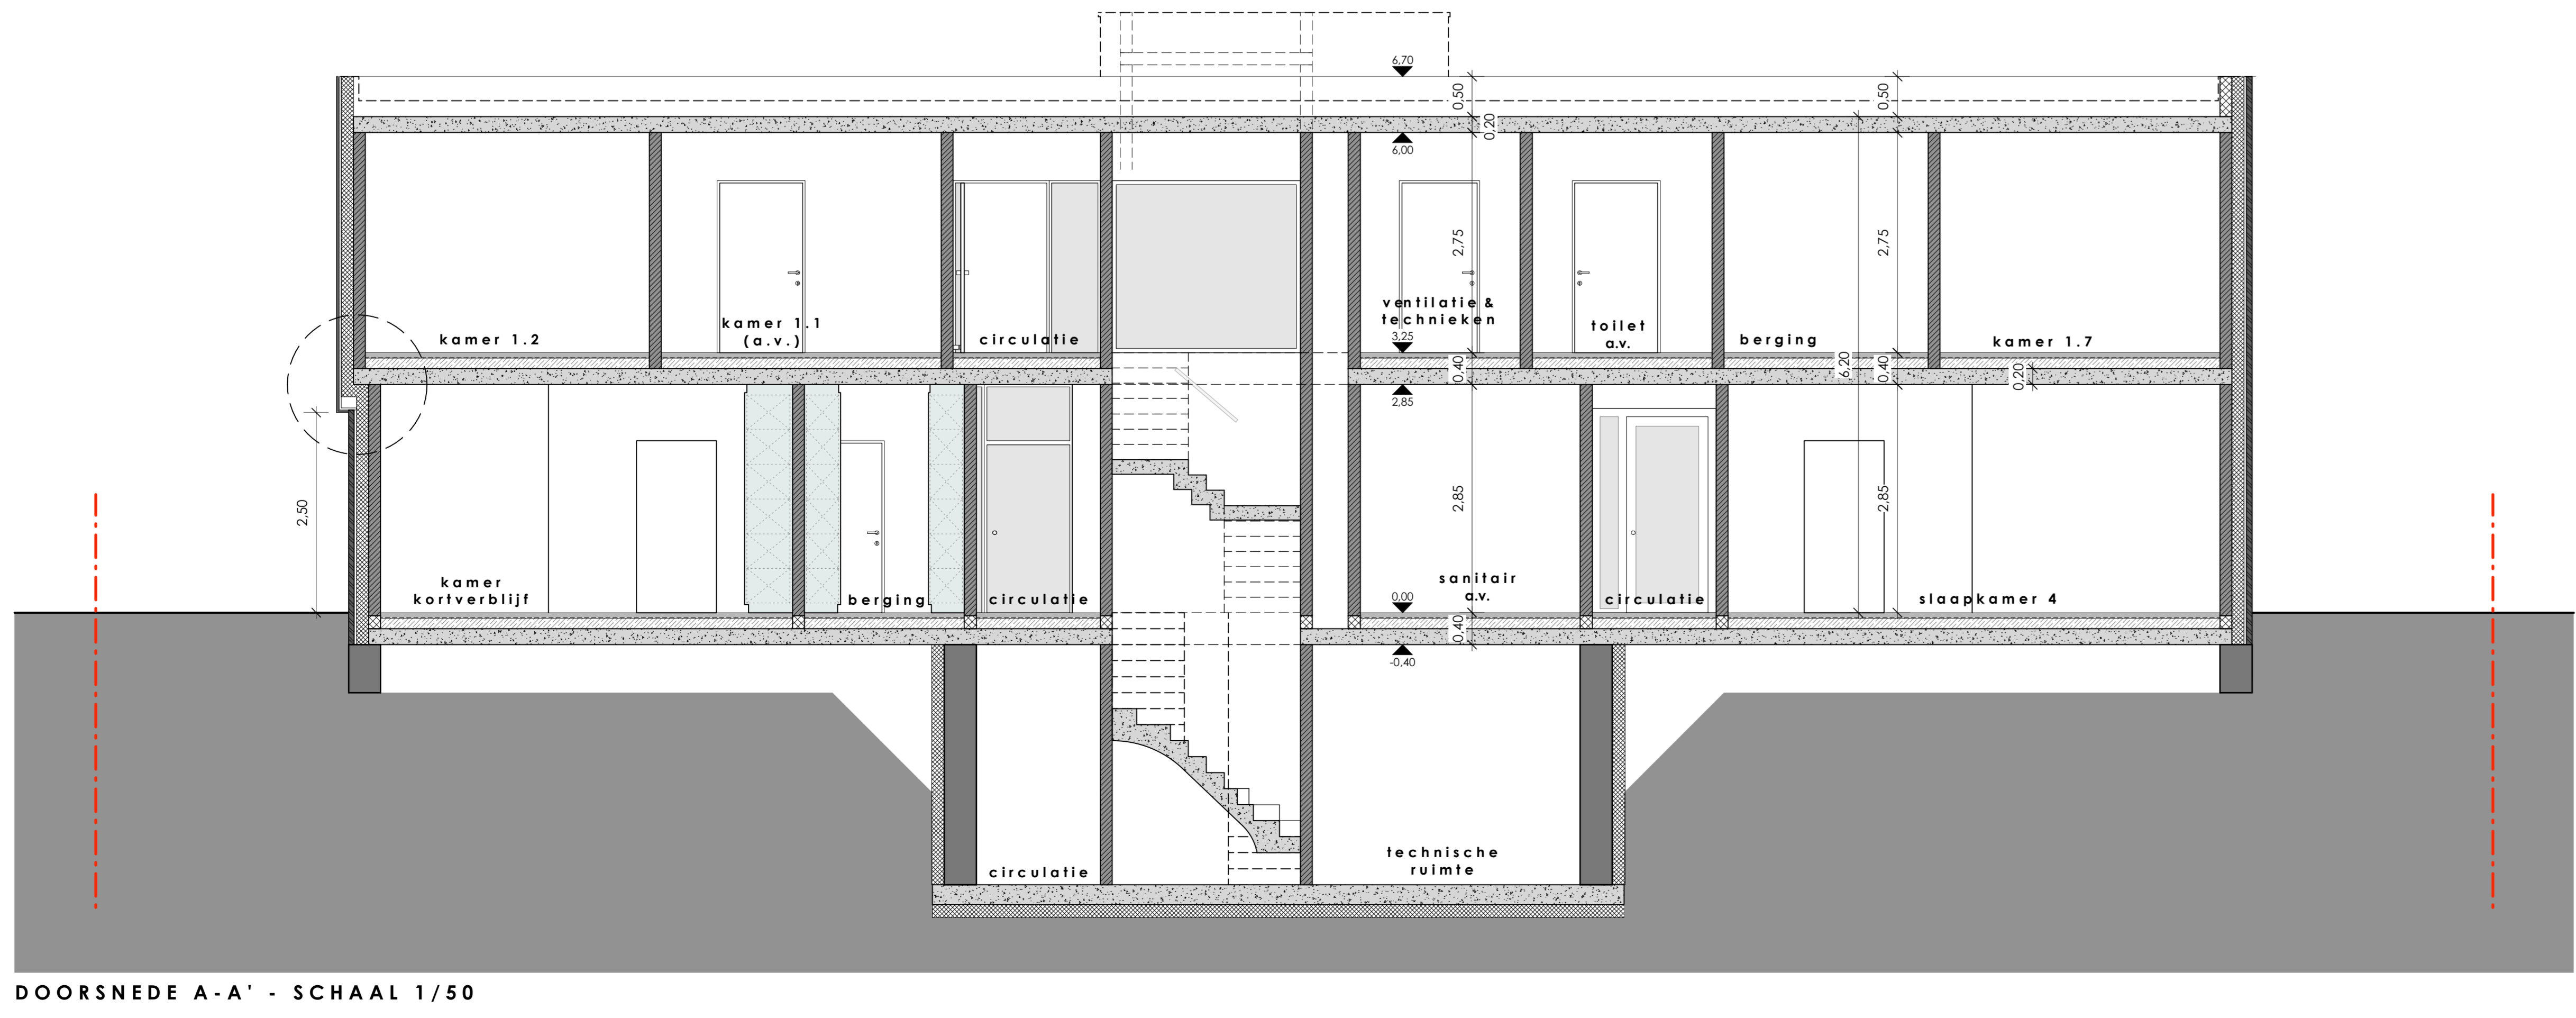 6,70
0,50
0,50
0,20
6,00
2,75
2,75
kamer 1.2
kamer 1.1
(a.v.)
circulatie
ventilatie &
technieken
3,25
toilet
a.v.
berging
kamer 1.7
0,40
6,20
0,40
0,20
2,85
2,50
2,85
2,85
kamer
kortverblijf
berging
circulatie
sanitair
a.v.
0,00
circulatie
slaapkamer 4
0,40
-0,40
circulatie
technische
ruimte
DOORSNEDE A-A' - SCHAAL 1/50